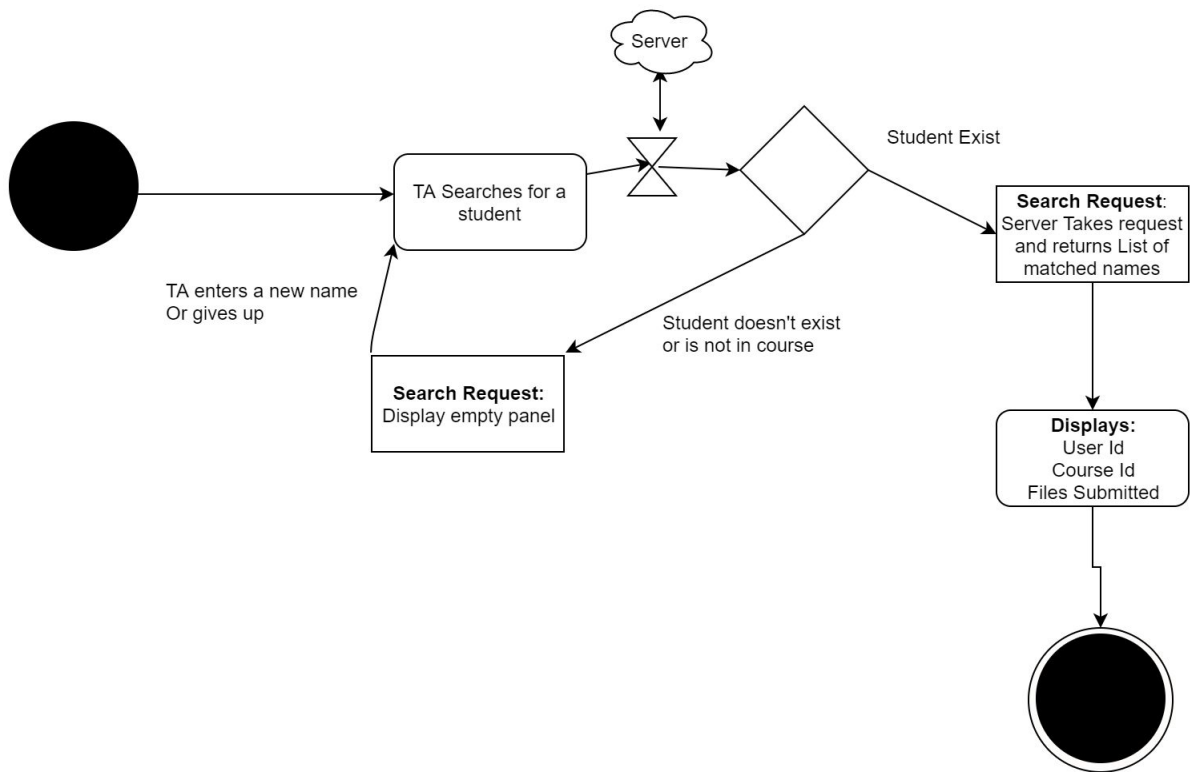 Server
Student Exist
TA Searches for a
student
Search Request:
Server Takes request
and returns List of
matched names
TA enters a new name
Or gives up
Student doesn't exist
or is not in course
Search Request:
Display empty panel
Displays:
User Id
Course Id
Files Submitted